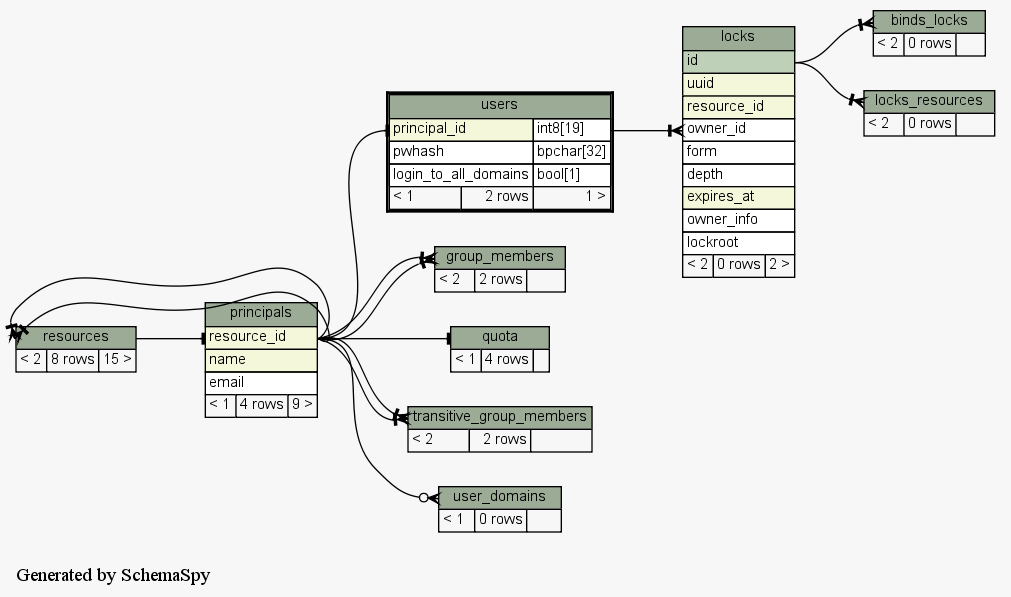 binds_locks
< 2 0 rows
locks
id
uuid
resource_id
owner_id
form
depth
expires_at
owner_info
lockroot
< 2 0 rows 2 >
locks_resources
< 2 0 rows
users
principal_id int8[19]
pwhash bpchar[32]
login_to_all_domains bool[1]
< 1 2 rows 1 >
group_members
< 2 2 rows
principals
resource_id
name
email
< 1 4 rows 9 >
resources
< 2 8 rows 15 >
quota
< 1 4 rows
transitive_group_members
< 2 2 rows
user_domains
< 1 0 rows
Generated by SchemaSpy